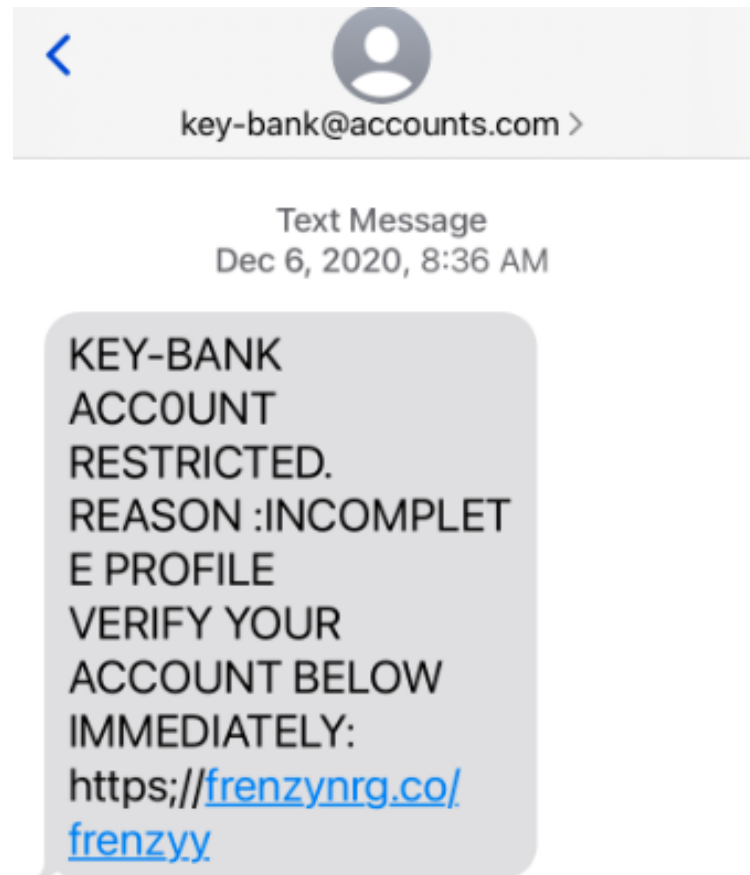 key-bank@accounts.com >
Text Message
Dec 6, 2020, 8:36 AM
KEY-BANK
ACC0UNT
RESTRICTED.
REASON :INCOMPLET
E PROFILE
VERIFY YOUR
ACCOUNT BELOW
IMMEDIATELY:
https;//frenzynrg.co/
frenzyy